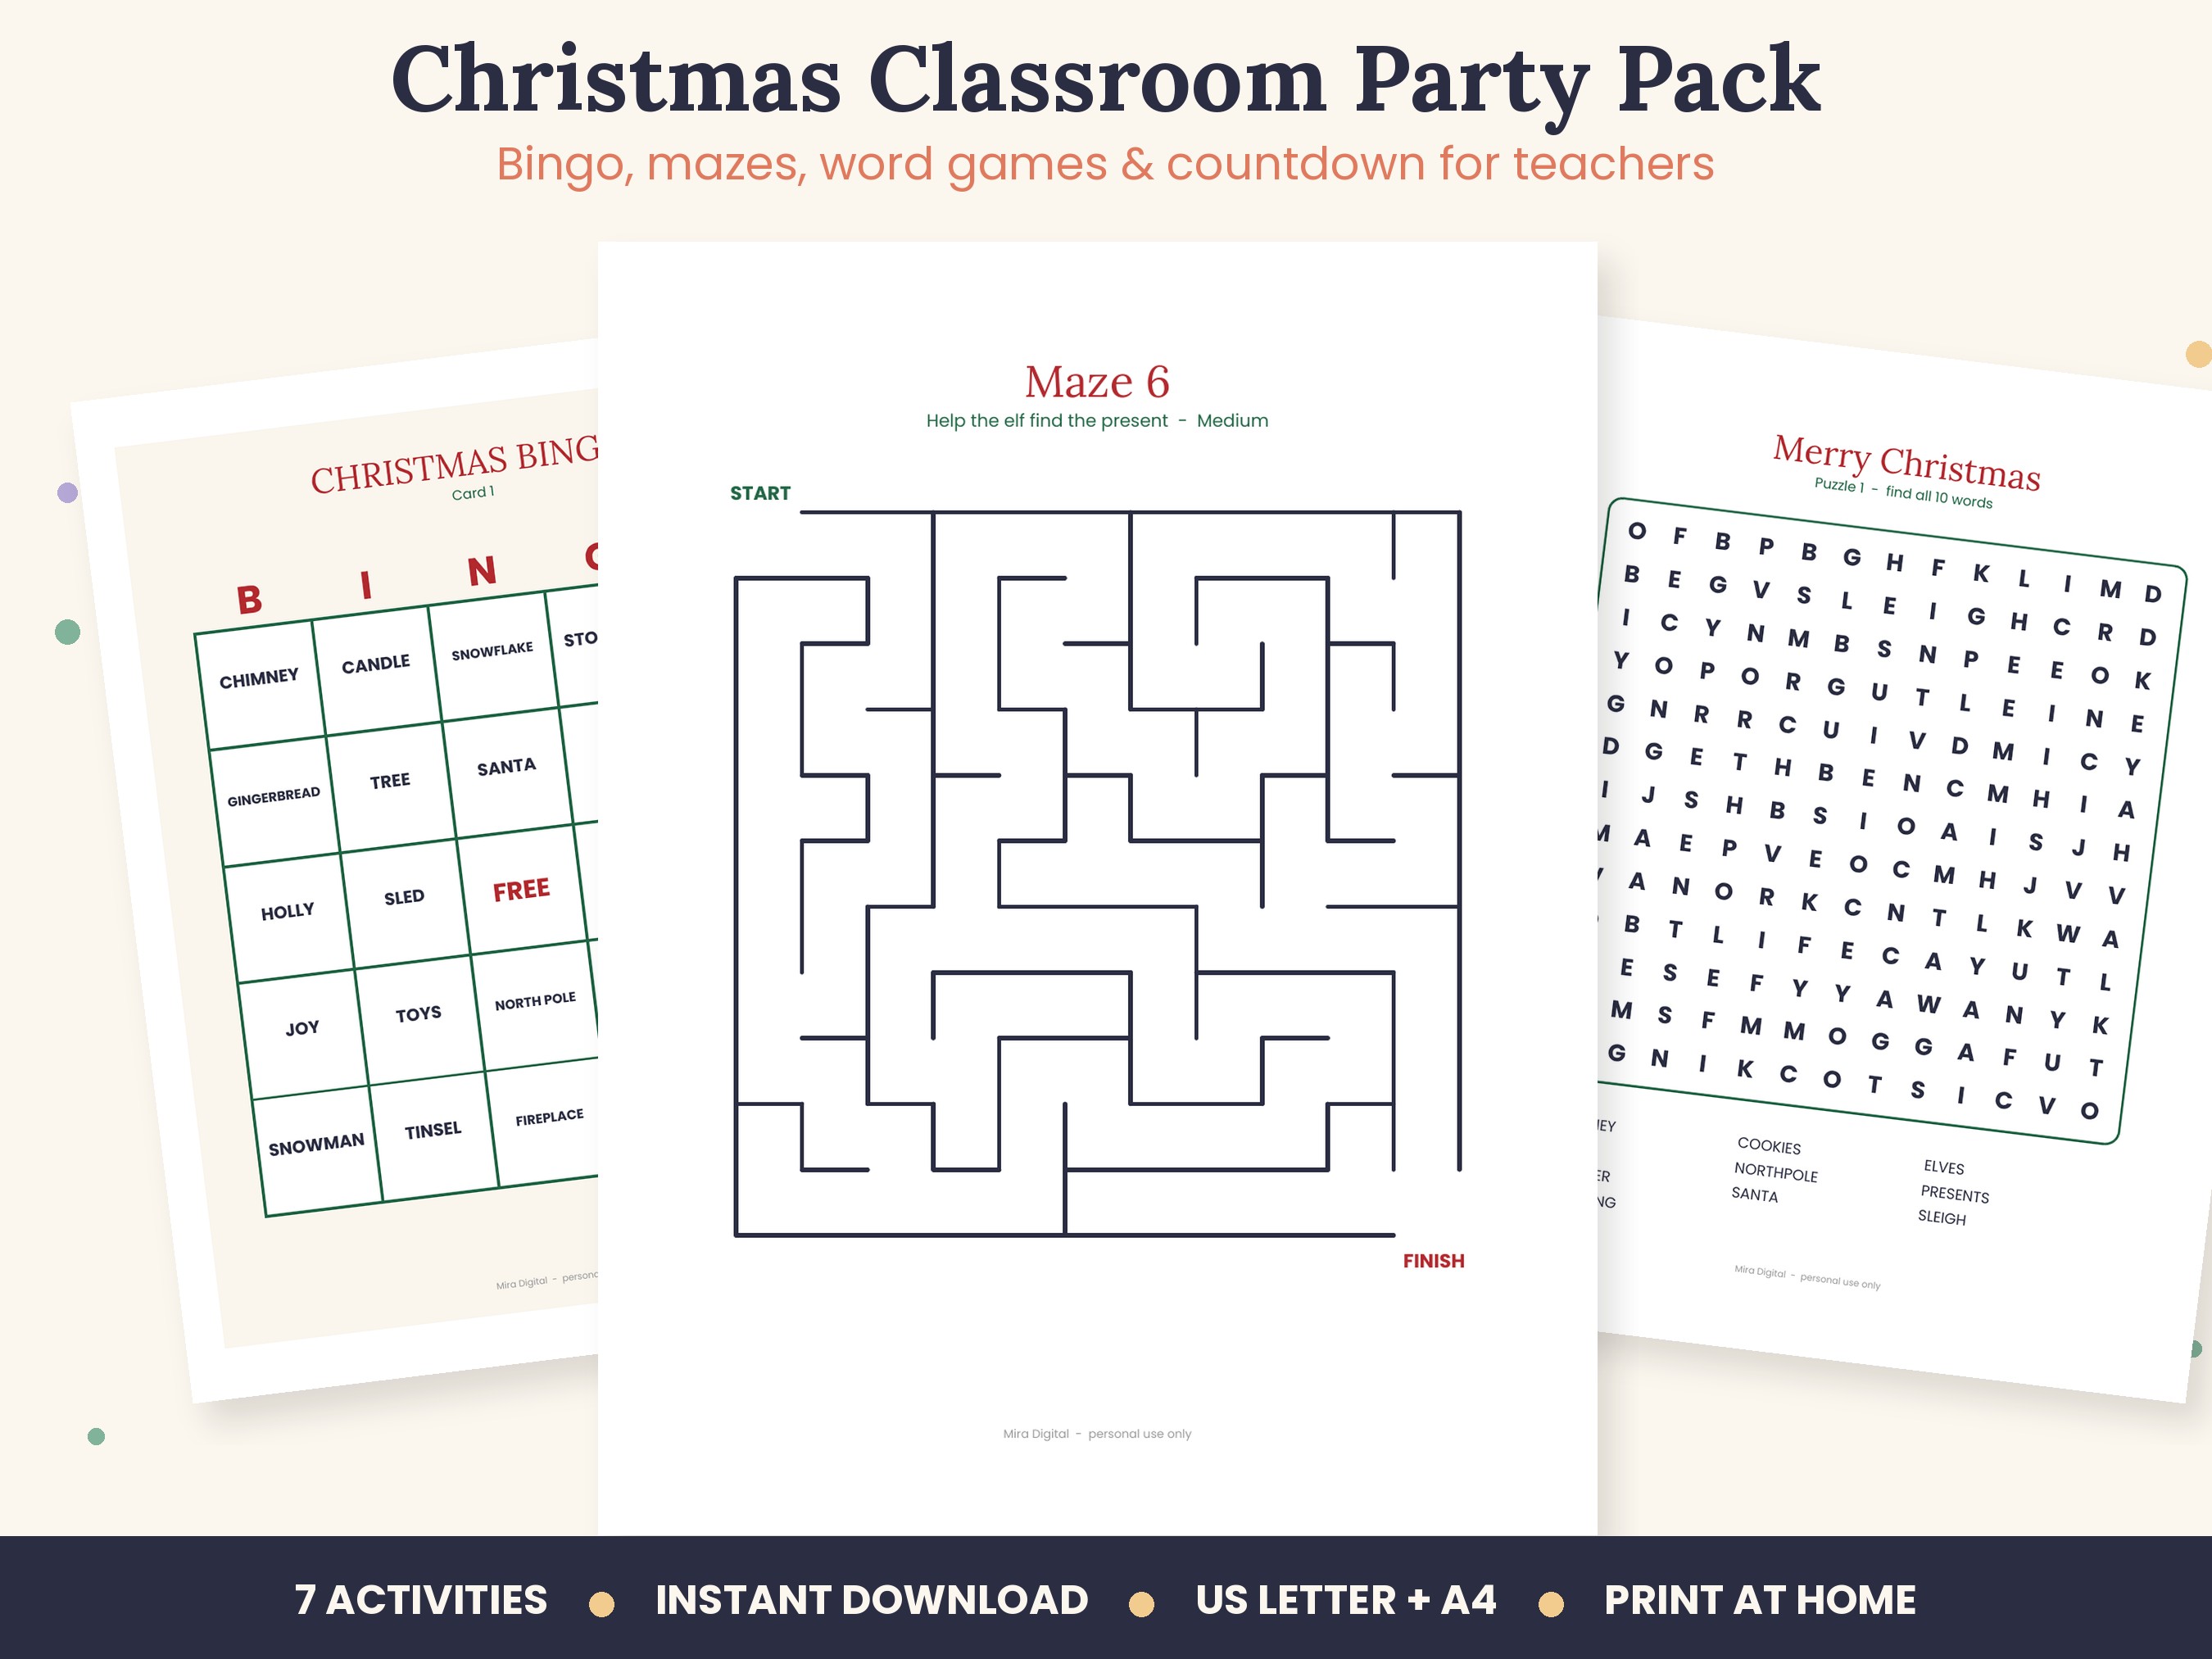 Christmas Classroom Party Pack
Bingo, mazes, word games & countdown for teachers
CHRISTMAS BING
Card 1
B I N
CHIMNEY CANDLE SNOWFLAKE STO
GINGERBREAD TREE SANTA
HOLLY SLED FREE
JOY TOYS NORTH POLE
SNOWMAN TINSEL FIREPLACE
Mira Digital - persona
Maze 6
Help the elf find the present - Medium
START
FINISH
Mira Digital - personal use only
Merry Christmas
Puzzle 1 - find all 10 words
O F B P B G H F K L I M D
B E G V S L E I G H C R D
I C Y N M B S N P E E O K
Y O P O R G U T L E I N E
G N R R C U I V D M I C Y
D G E T H B E N C M H I A
I J S H B S I O A I S J H
M A E P V E O C M H J V V
A N O R K C N T L K W A
B T L I F E C A Y U T L
E S E F Y Y A W A N Y K
M S F M M O G G A F U T
G N I K C O T S I C V O
EY
ER
NG
COOKIES
NORTHPOLE
SANTA
ELVES
PRESENTS
SLEIGH
Mira Digital - personal use only
7 ACTIVITIES INSTANT DOWNLOAD US LETTER + A4 PRINT AT HOME